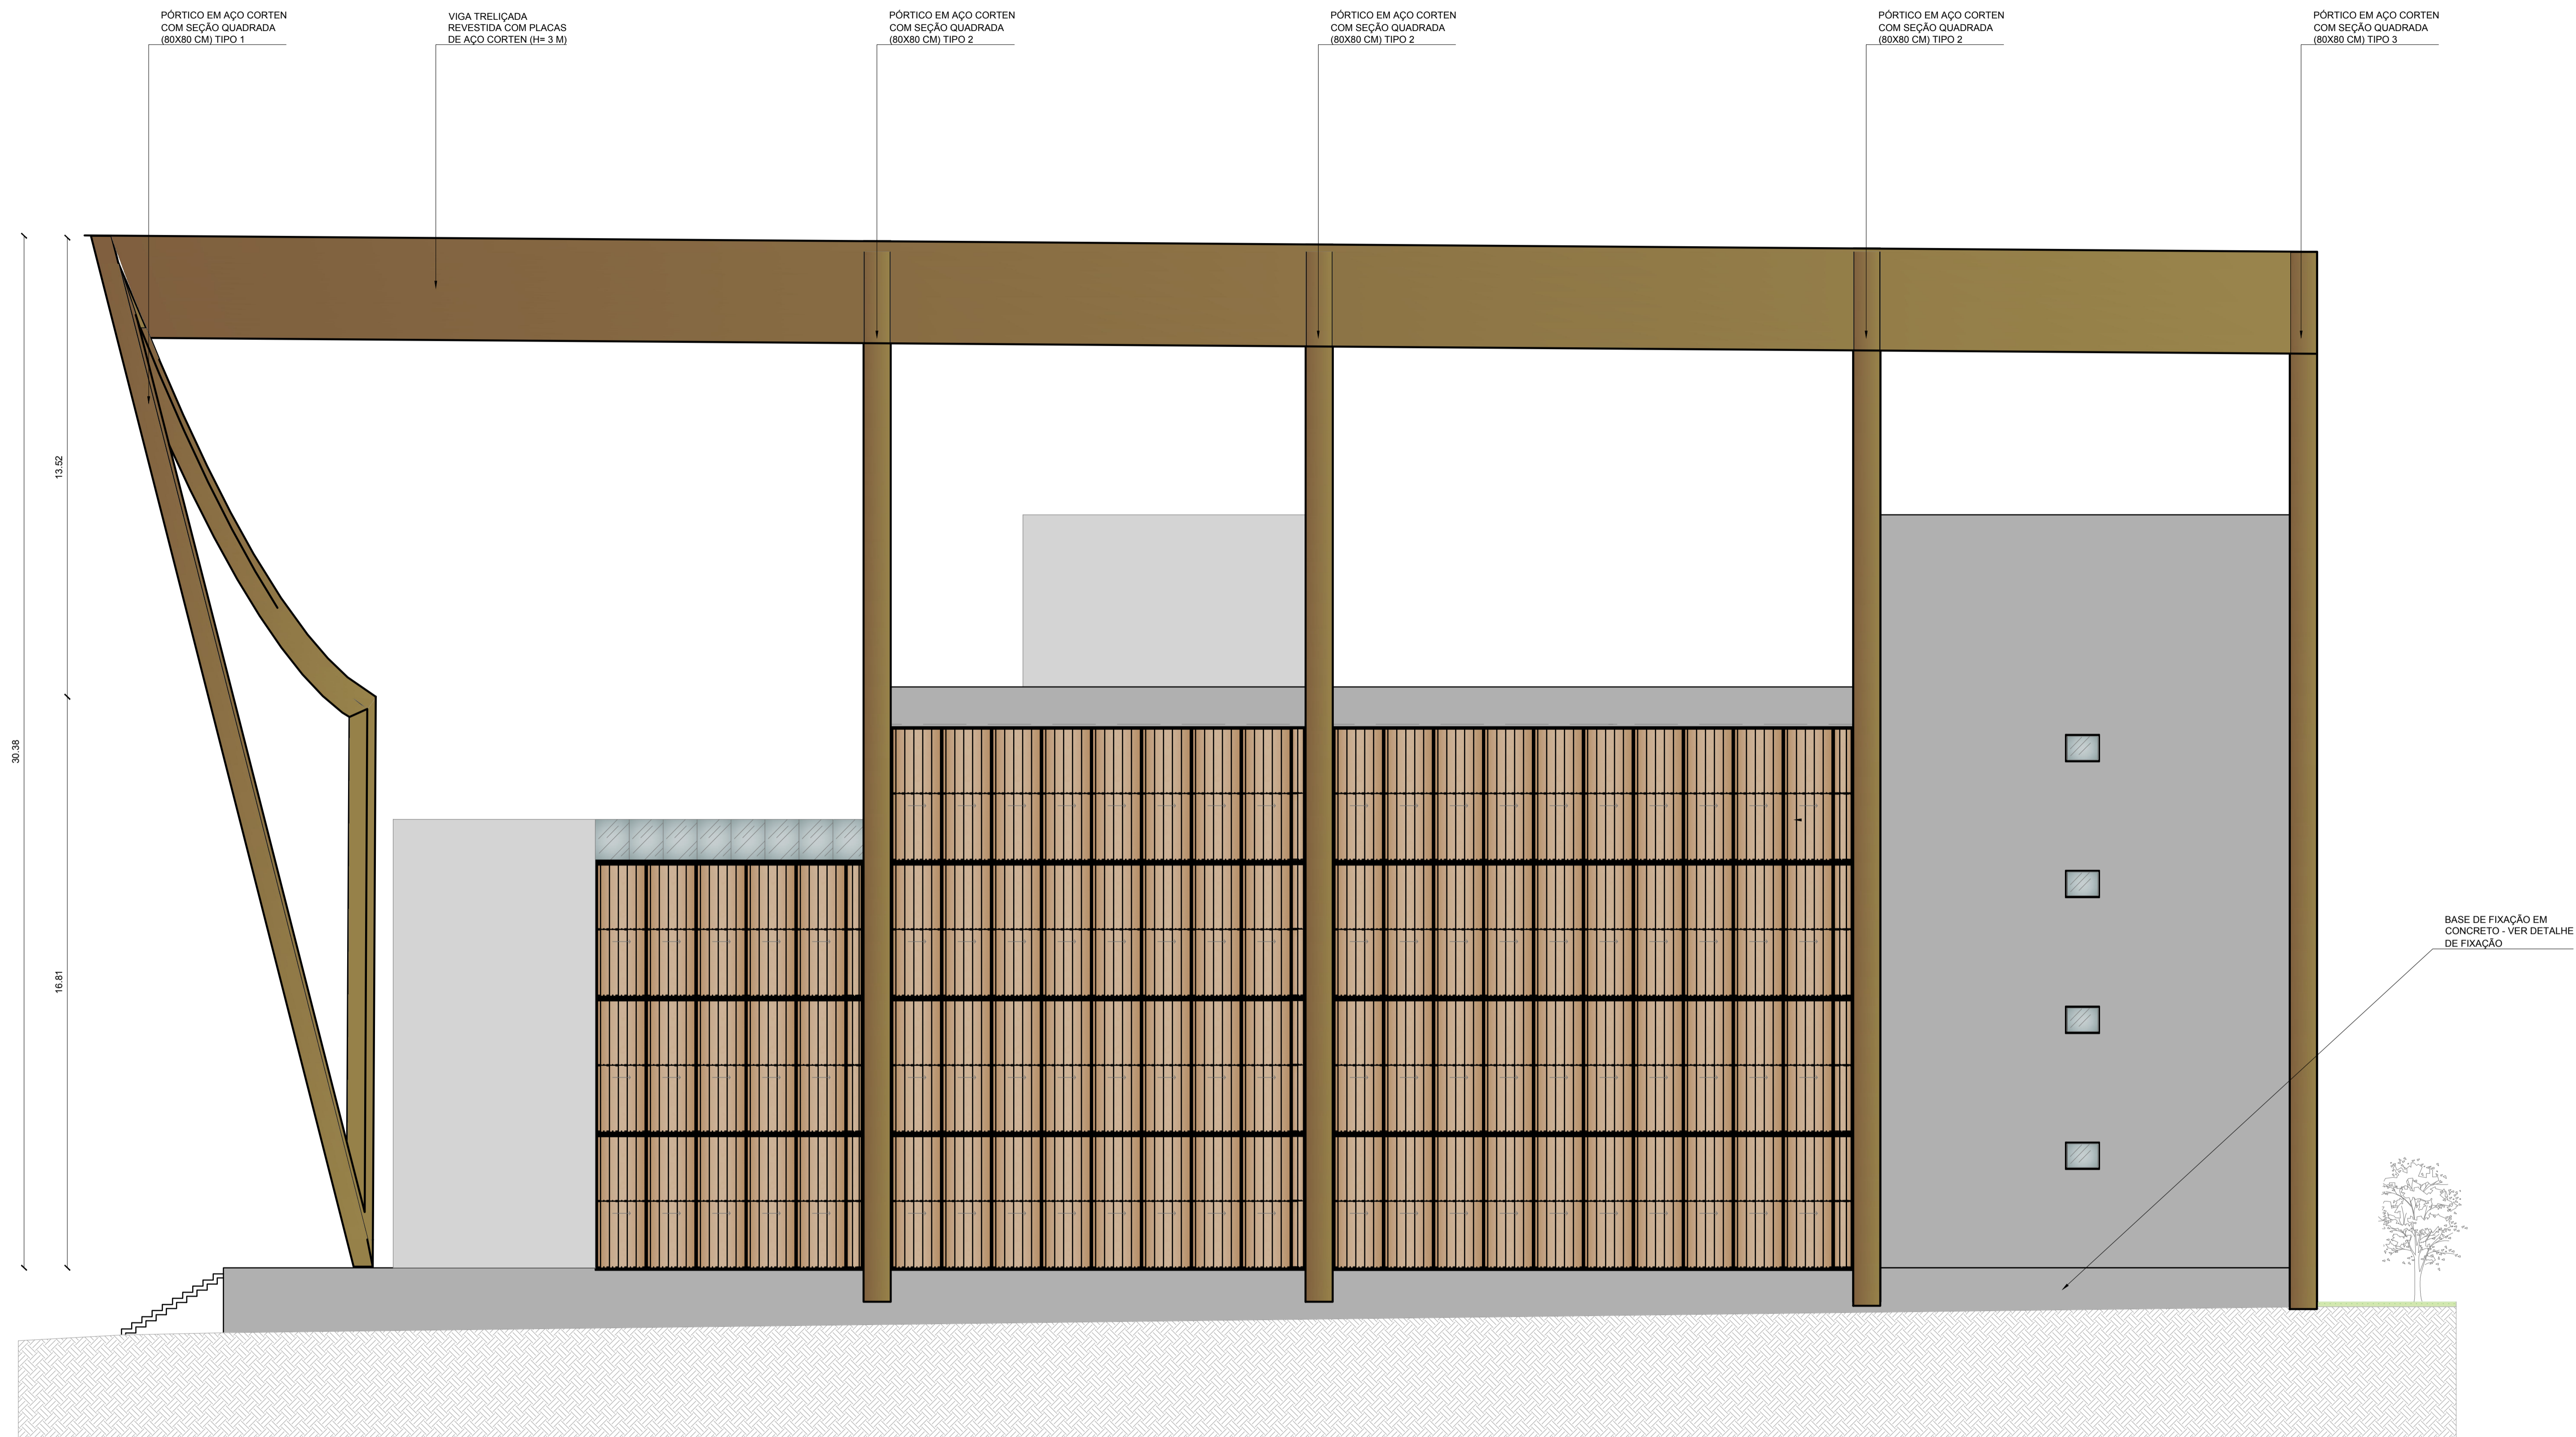 PÓRTICO EM AÇO CORTEN
COM SEÇÃO QUADRADA
(80X80 CM) TIPO 1
VIGA TRELIÇADA
REVESTIDA COM PLACAS
DE AÇO CORTEN (H= 3 M)
PÓRTICO EM AÇO CORTEN
COM SEÇÃO QUADRADA
(80X80 CM) TIPO 2
PÓRTICO EM AÇO CORTEN
COM SEÇÃO QUADRADA
(80X80 CM) TIPO 2
PÓRTICO EM AÇO CORTEN
COM SEÇÃO QUADRADA
(80X80 CM) TIPO 2
PÓRTICO EM AÇO CORTEN
COM SEÇÃO QUADRADA
(80X80 CM) TIPO 3
13.52
30.38
16.81
BASE DE FIXAÇÃO EM
CONCRETO - VER DETALHE
DE FIXAÇÃO